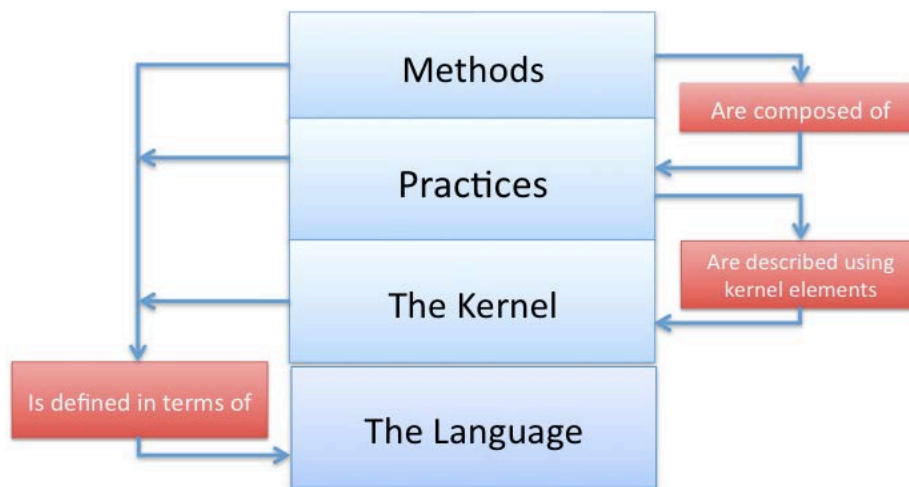 Methods
Are composed of
Practices
Are described using
kernel elements
The Kernel
Is defined in terms of
The Language